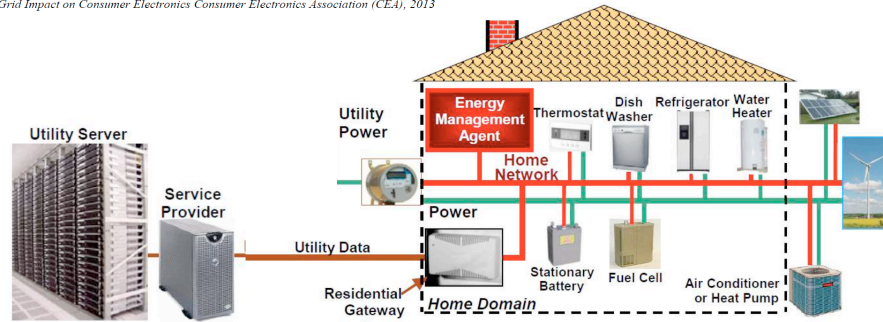 Grid Impact on Consumer Electronics Consumer Electronics Association (CEA), 2013
Utility Server
Service
Provider
Utility Data
Utility
Power
Energy
Management
Agent
Thermostat
Dish
Washer
Refrigerator
Water
Heater
Home
Network
Power
Residential
Gateway
Home Domain
Stationary
Battery
Fuel Cell
Air Conditioner
or Heat Pump